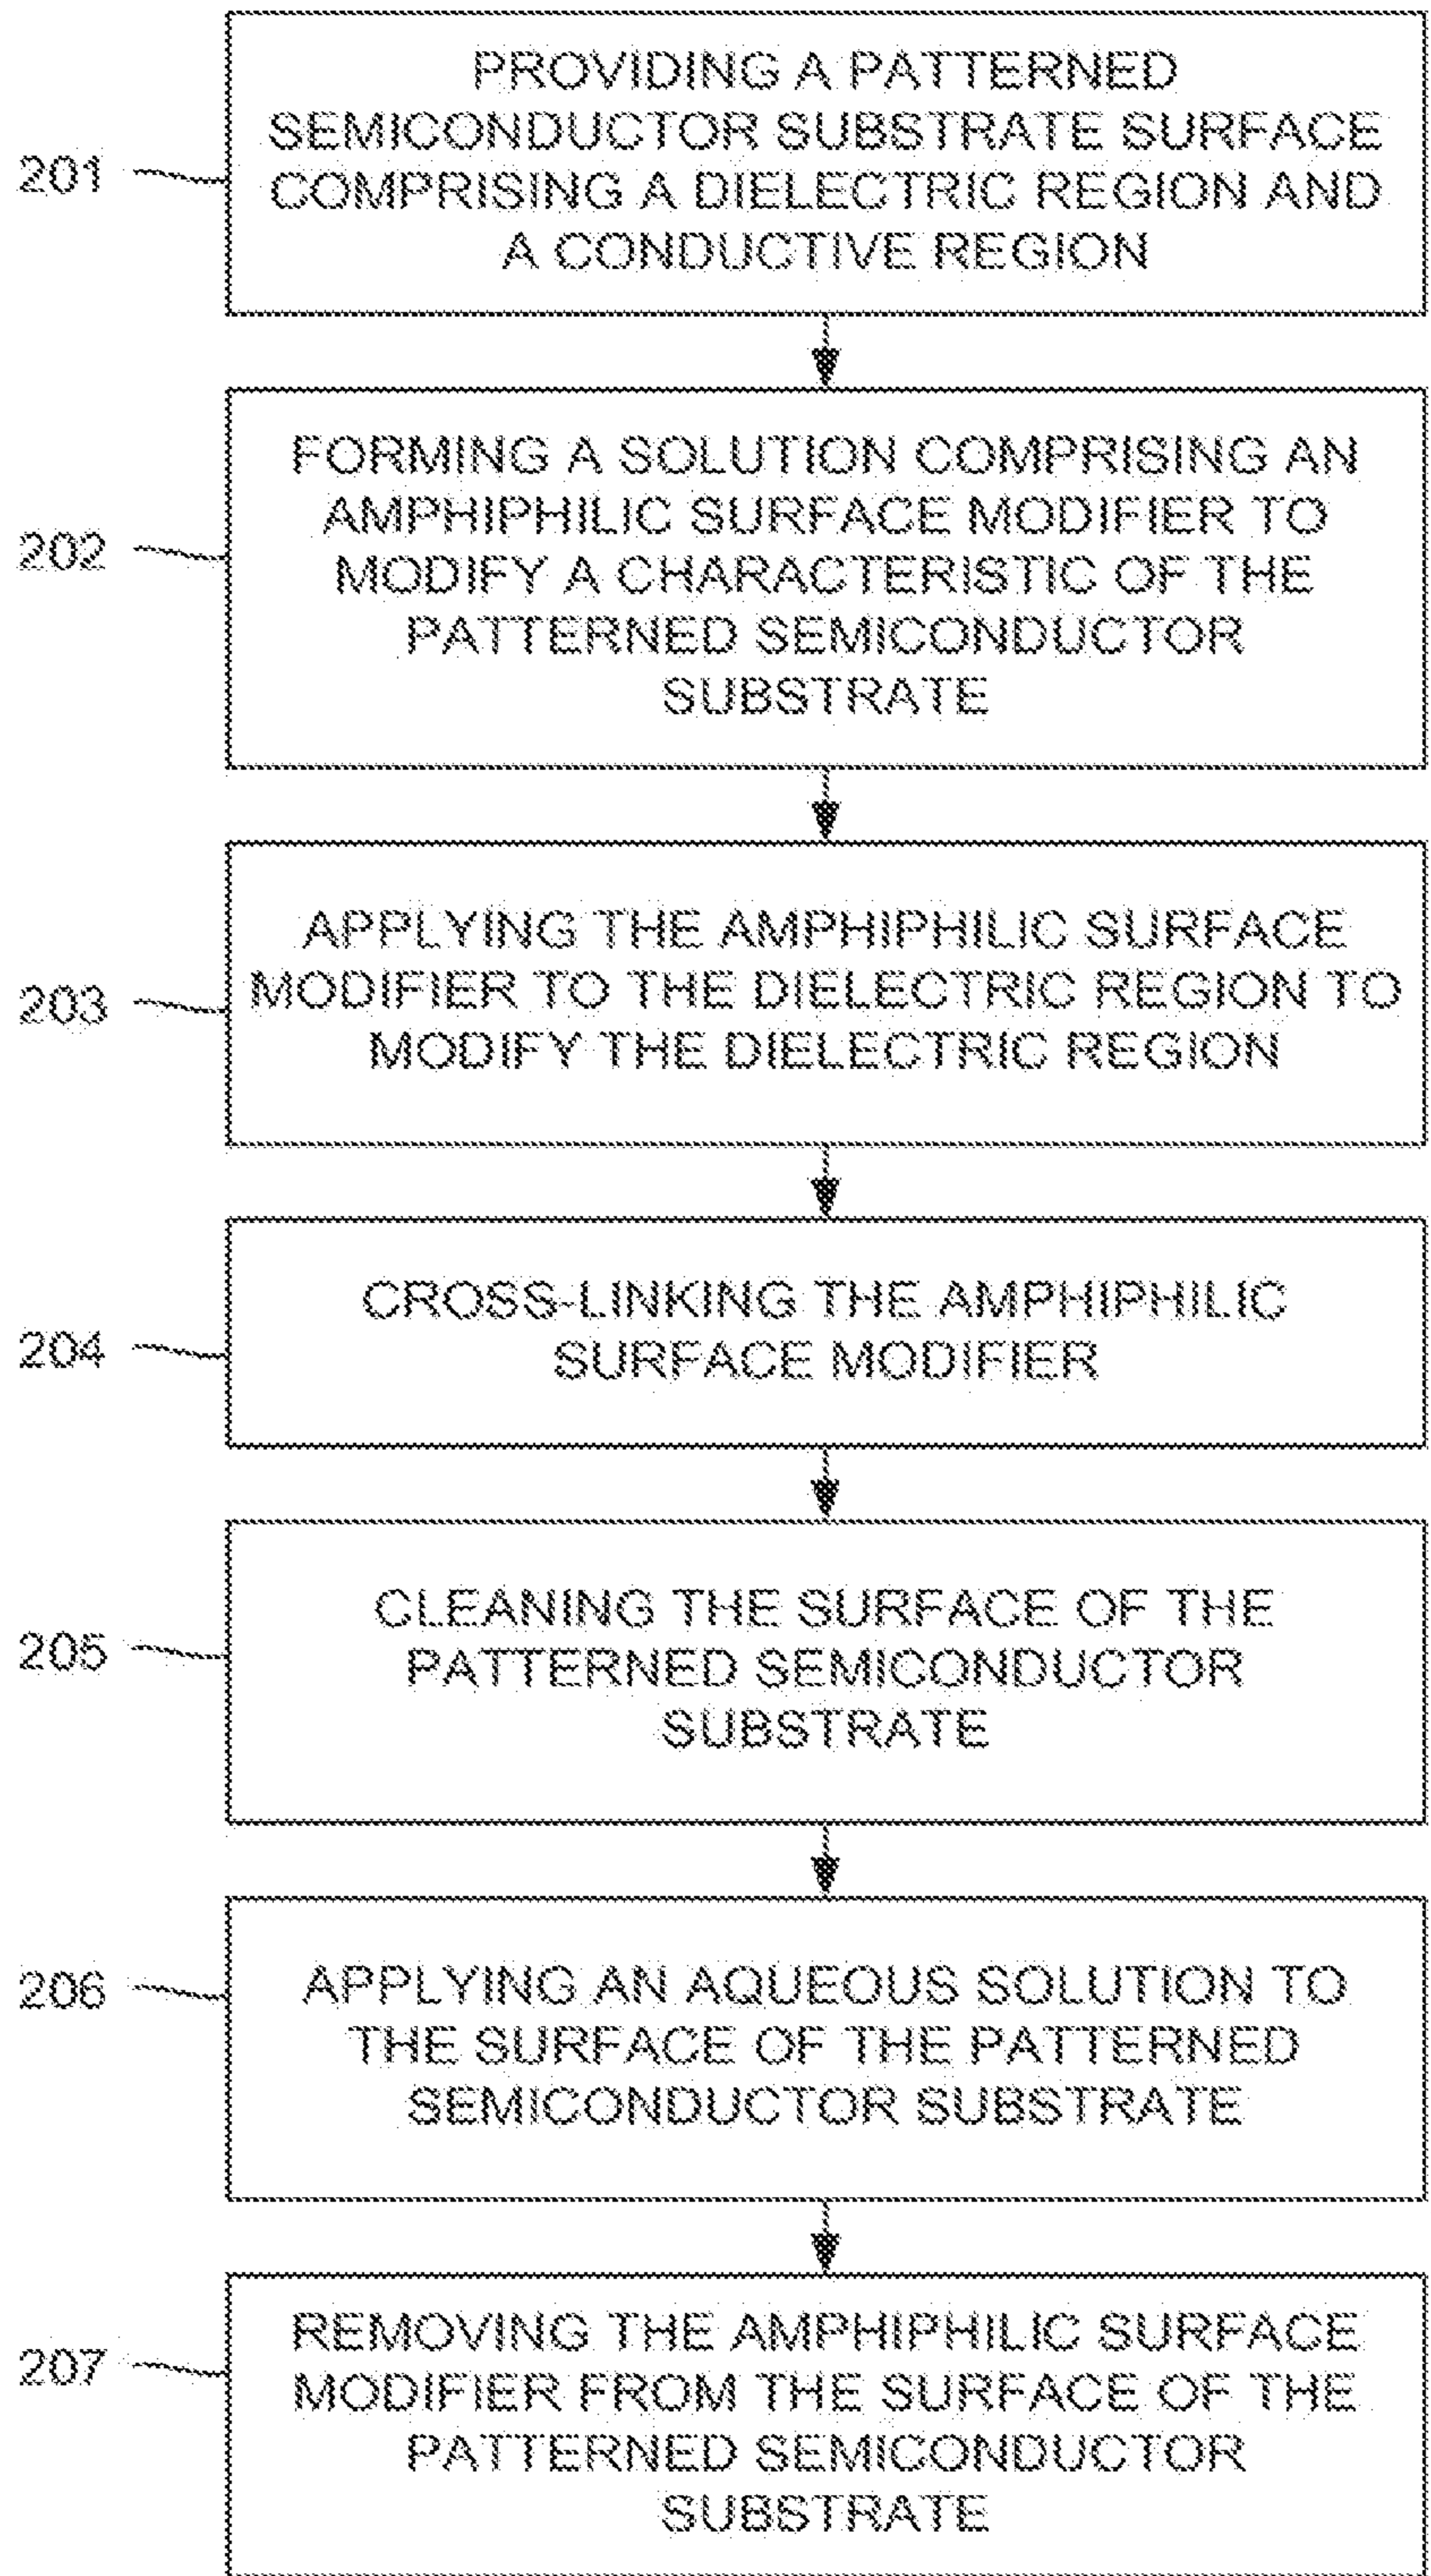 PROVIDING A PATTERNED
SEMICONDUCTOR SUBSTRATE SURFACE
201
COMPRISING A DIELECTRIC REGION AND
A CONDUCTIVE REGION
FORMING A SOLUTION COMPRISING AN
AMPHIPHILIC SURFACE MODIFIER TO
202
MODIFY A CHARACTERISTIC OF THE
PATTERNED SEMICONDUCTOR
SUBSTRATE
APPLYING THE AMPHIPHILIC SURFACE
203
MODIFIER TO THE DIELECTRIC REGION TO
MODIFY THE DIELECTRIC REGION
CROSS-LINKING THE AMPHIPHILIC
204
SURFACE MODIFIER
CLEANING THE SURFACE OF THE
205
PATTERNED SEMICONDUCTOR
SUBSTRATE
206
APPLYING AN AQUEOUS SOLUTION TO
THE SURFACE OF THE PATTERNED
SEMICONDUCTOR SUBSTRATE
REMOVING THE AMPHIPHILIC SURFACE
207
MODIFIER FROM THE SURFACE OF THE
PATTERNED SEMICONDUCTOR
SUBSTRATE